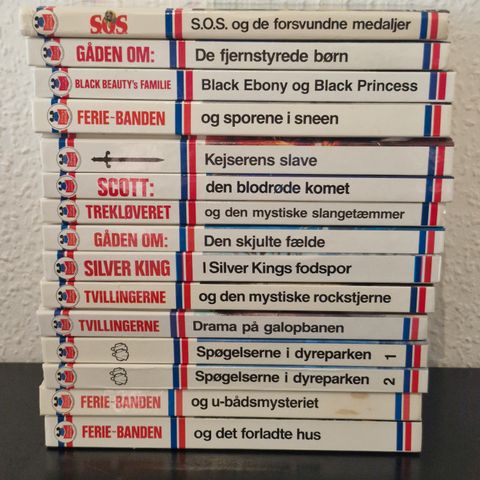 SOS S.O.S. og de forsvundne medaljer
GÅDEN OM: De fjernstyrede børn
BLACK BEAUTY's FAMILIE Black Ebony og Black Princess
FERIE-BANDEN og sporene i sneen
Kejserens slave
SCOTT: den blodrøde komet
TREKLØVERET og den mystiske slangetæmmer
GÅDEN OM: Den skjulte fælde
SILVER KING I Silver Kings fodspor
TVILLINGERNE og den mystiske rockstjerne
TVILLINGERNE Drama på galopbanen
Spøgelserne i dyreparken 1
Spøgelserne i dyreparken 2
FERIE-BANDEN og u-bådsmysteriet
FERIE-BANDEN og det forladte hus